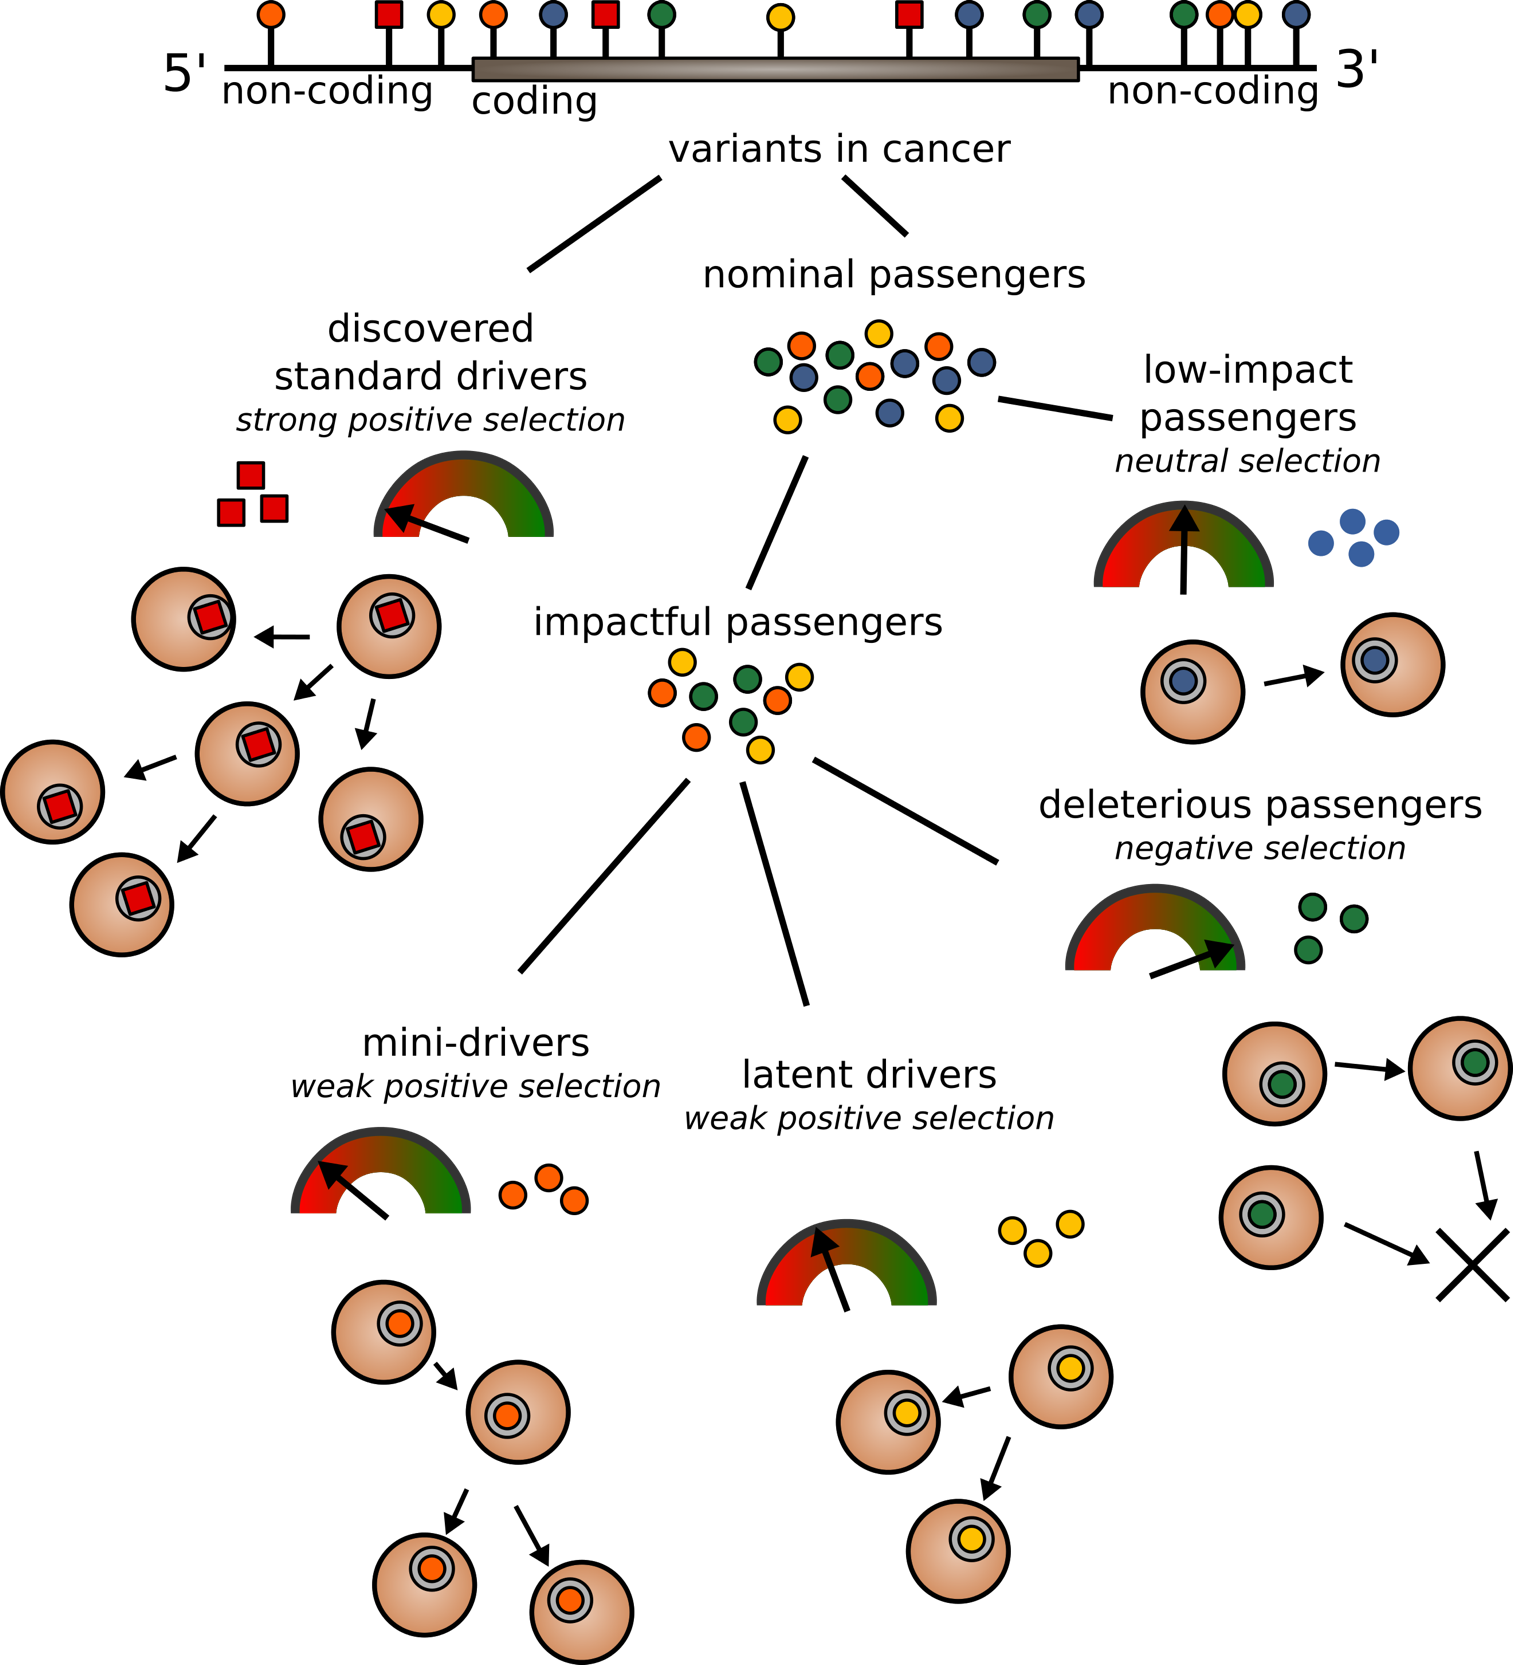 5'
3'
non-coding
coding
non-coding
variants in cancer
nominal passengers
discovered
standard drivers
strong positive selection
low-impact
passengers
neutral selection
impactful passengers
deleterious passengers
negative selection
mini-drivers
weak positive selection
latent drivers
weak positive selection